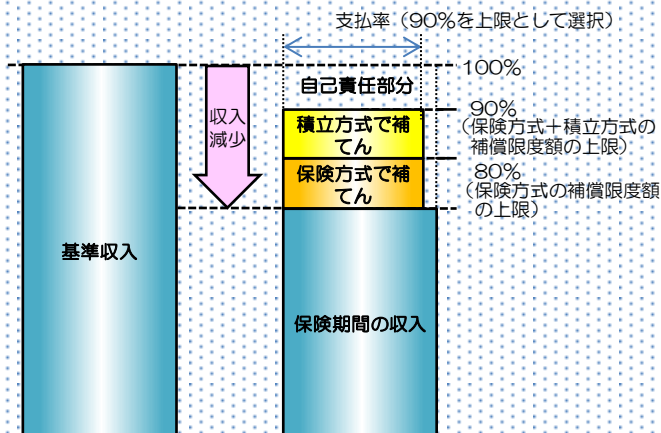 支払率（90％を上限として選択）
100%
自己責任部分
90%
（保険方式＋積立方式の
補償限度額の上限）
収入
減少
積立方式で補
てん
保険方式で補
てん
80%
（保険方式の補償限度額
の上限）
基準収入
保険期間の収入